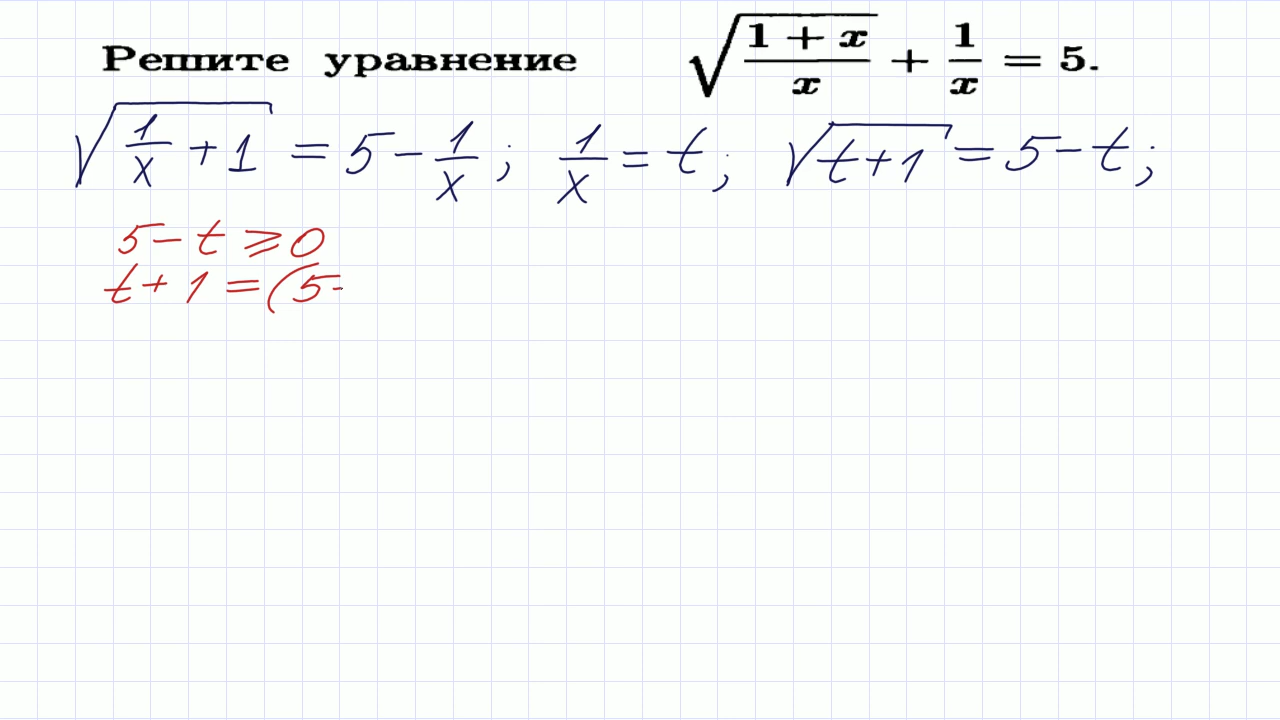 Решите уравнение √((1 + x)/x) + 1/x = 5.
√(1/x + 1) = 5 - 1/x ; 1/x = t ; √(t+1) = 5 - t ;
5 - t ⩾ 0
t + 1 = (5-